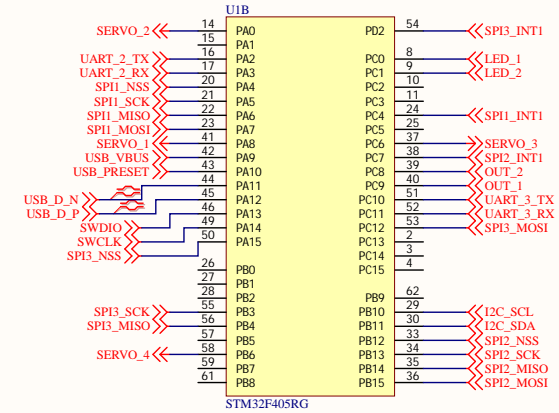 U1B
SERVO_2 14 PA0 PD2 54 SPI3_INT1
15 PA1
UART_2_TX 16 PA2 PC0 8 LED_1
UART_2_RX 17 PA3 PC1 9 LED_2
SPI1_NSS 20 PA4 PC2 10
SPI1_SCK 21 PA5 PC3 11
SPI1_MISO 22 PA6 PC4 24 SPI1_INT1
SPI1_MOSI 23 PA7 PC5 25
SERVO_1 41 PA8 PC6 37 SERVO_3
USB_VBUS 42 PA9 PC7 38 SPI2_INT1
USB_PRESET 43 PA10 PC8 39 OUT_2
44 PA11 PC9 40 OUT_1
USB_D_N 45 PA12 PC10 51 UART_3_TX
USB_D_P 46 PA13 PC11 52 UART_3_RX
SWDIO 49 PA14 PC12 53 SPI3_MOSI
SWCLK 50 PA15 PC13 2
SPI3_NSS PC14 3
26 PB0 PC15 4
27 PB1
28 PB2 PB9 62
SPI3_SCK 55 PB3 PB10 29 I2C_SCL
SPI3_MISO 56 PB4 PB11 30 I2C_SDA
57 PB5 PB12 33 SPI2_NSS
SERVO_4 58 PB6 PB13 34 SPI2_SCK
59 PB7 PB14 35 SPI2_MISO
61 PB8 PB15 36 SPI2_MOSI
STM32F405RG